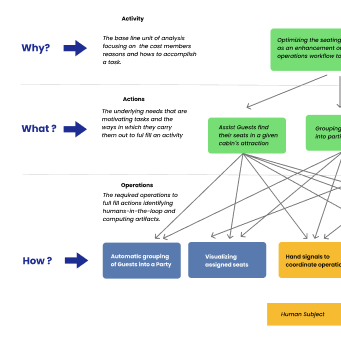 Activity
Why?
The base line unit of analysis
focusing on the cast members
reasons and hows to accomplish
a task.
Optimizing the seating
as an enhancement o
operations workflow to
Actions
What ?
The underlying needs that are
motivating tasks and the
ways in which they carry
them out to full fill an activity
Assist Guests find
their seats in a given
cabin's attraction
Grouping
into parti
Operations
The required operations to
full fill actions identifying
humans-in-the-loop and
computing artifacts.
How ?
Automatic grouping
of Guests into a Party
Visualizing
assigned seats
Hand signals to
coordinate operatio
Human Subject